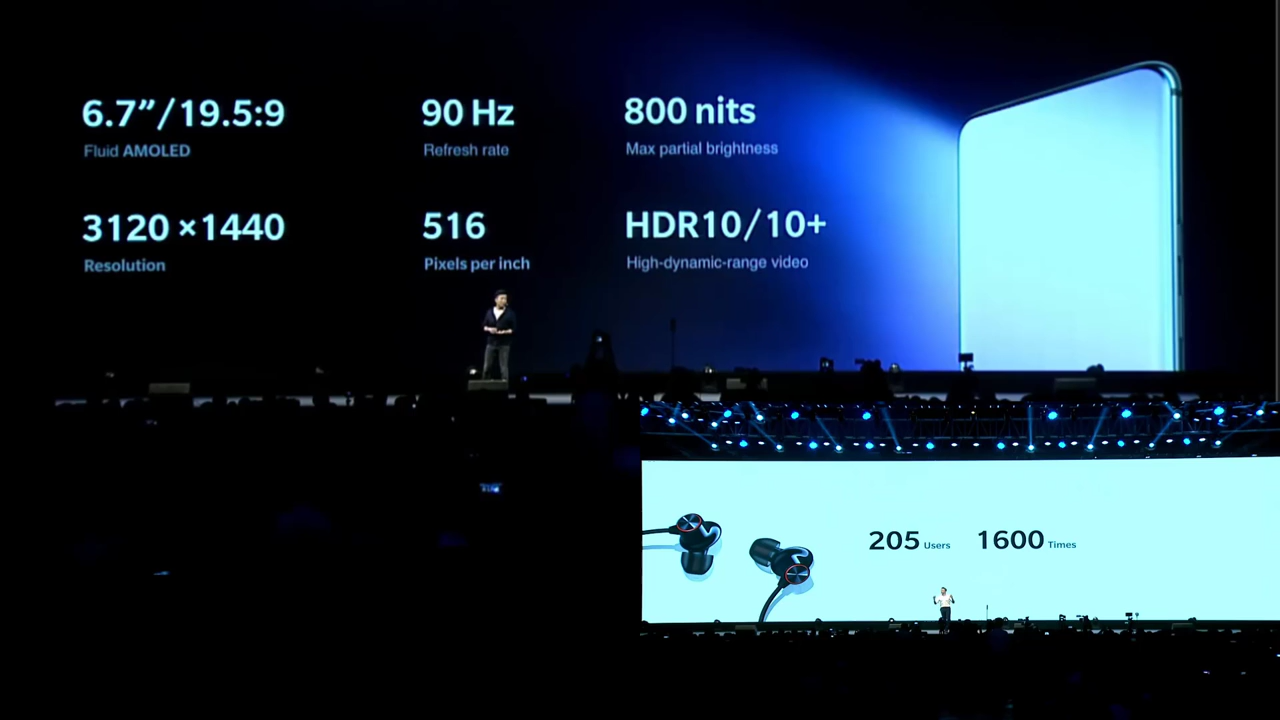 6.7”/19.5:9
Fluid AMOLED
90 Hz
Refresh rate
800 nits
Max partial brightness
3120 ×1440
Resolution
516
Pixels per inch
HDR10/10+
High-dynamic-range video
205 Users
1600 Times